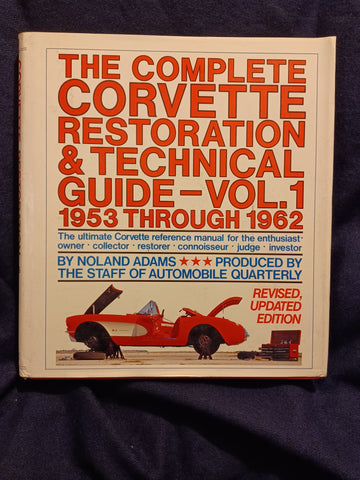 THE COMPLETE
CORVETTE
RESTORATION
& TECHNICAL
GUIDE–VOL.1
1953 THROUGH 1962
The ultimate Corvette reference manual for the enthusiast·
owner · collector · restorer · connoisseur · judge · investor
BY NOLAND ADAMS ★★★ PRODUCED BY
THE STAFF OF AUTOMOBILE QUARTERLY
REVISED,
UPDATED
EDITION